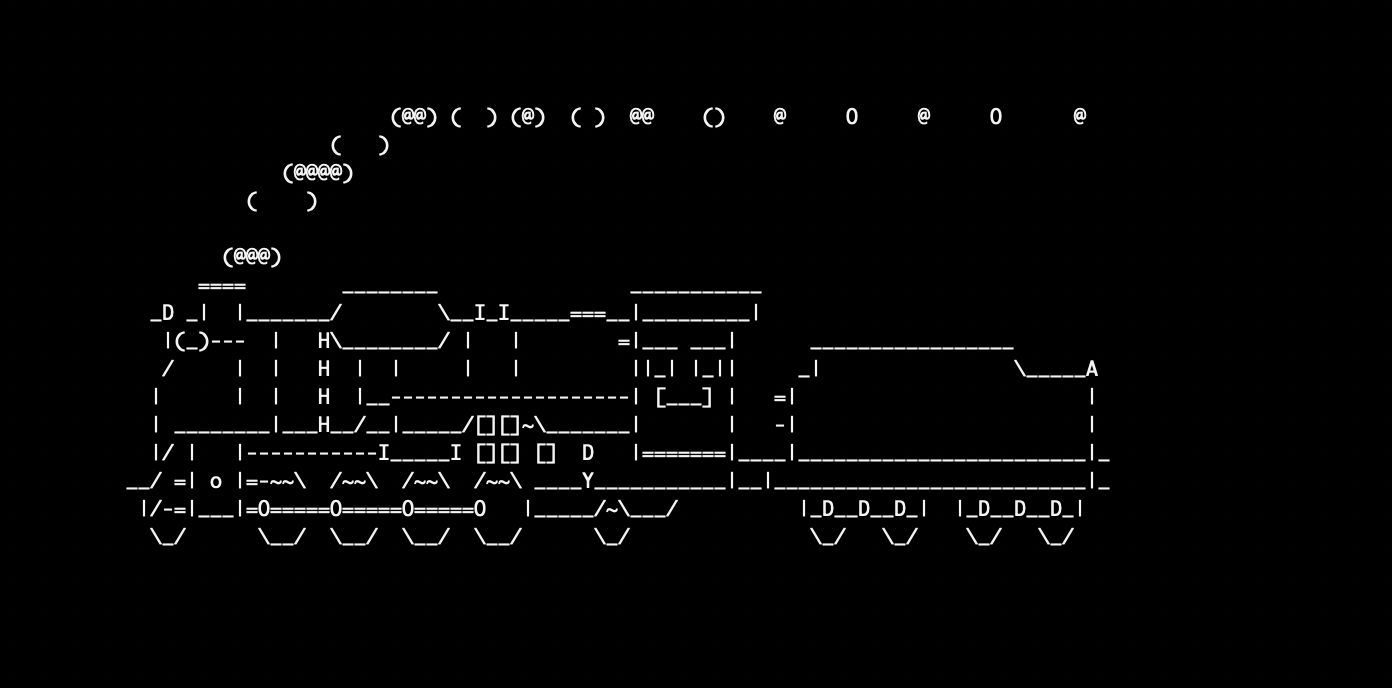 (@@) (  ) (@)  ( )  @@    ()    @     O     @     O      @
                 (   )
             (@@@@)
          (    )

        (@@@)
      ====        ________                ___________
  _D _|  |_______/        \__I_I_____===__|_________|
   |(_)---  |   H\________/ |   |        =|___ ___|      _________________
   /     |  |   H  |  |     |   |         ||_| |_||     _|                \_____A
  |      |  |   H  |__--------------------| [___] |   =|                        |
  | ________|___H__/__|_____/[][]~\_______|       |   -|                        |
  |/ |   |-----------I_____I [][] []  D   |=======|____|________________________|_
__/ =| o |=-~~\  /~~\  /~~\  /~~\ ____Y___________|__|__________________________|_
 |/-=|___|=O=====O=====O=====O   |_____/~\___/          |_D__D__D_|  |_D__D__D_|
  \_/      \__/  \__/  \__/  \__/      \_/               \_/   \_/    \_/   \_/